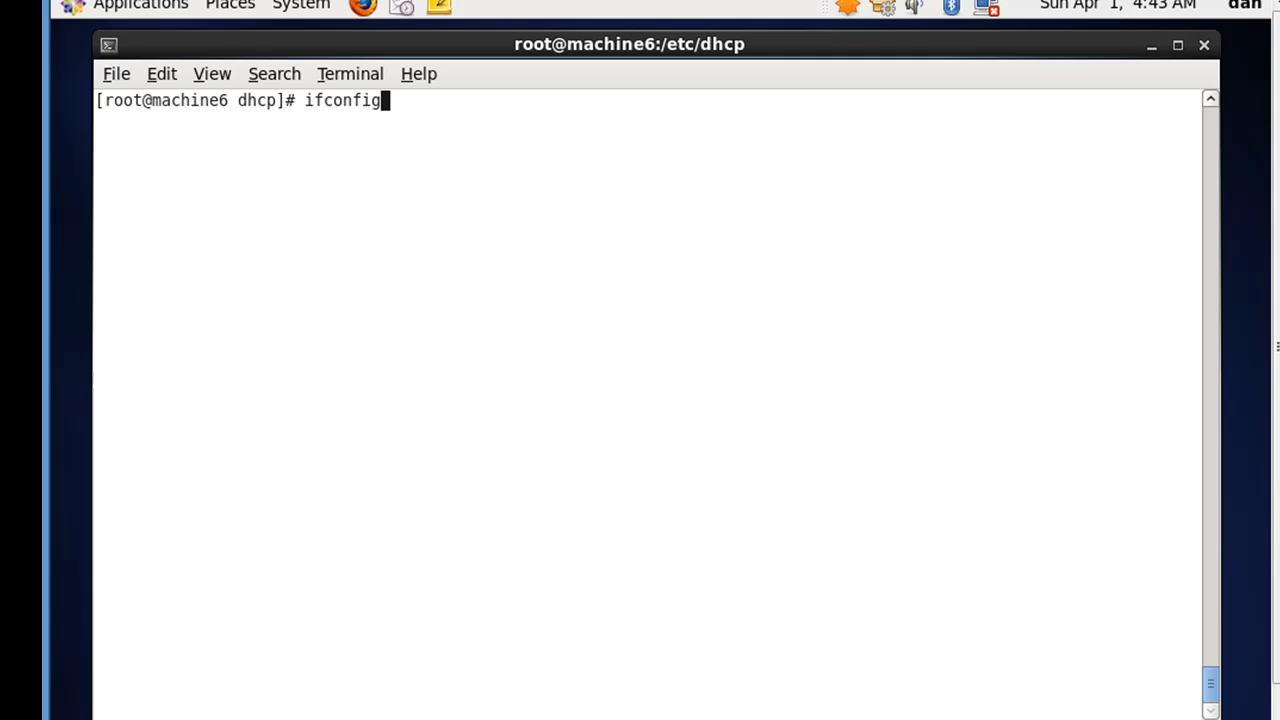 Applications Places System Sun Apr 1, 4:43 AM dan
root@machine6:/etc/dhcp
File Edit View Search Terminal Help
[root@machine6 dhcp]# ifconfig